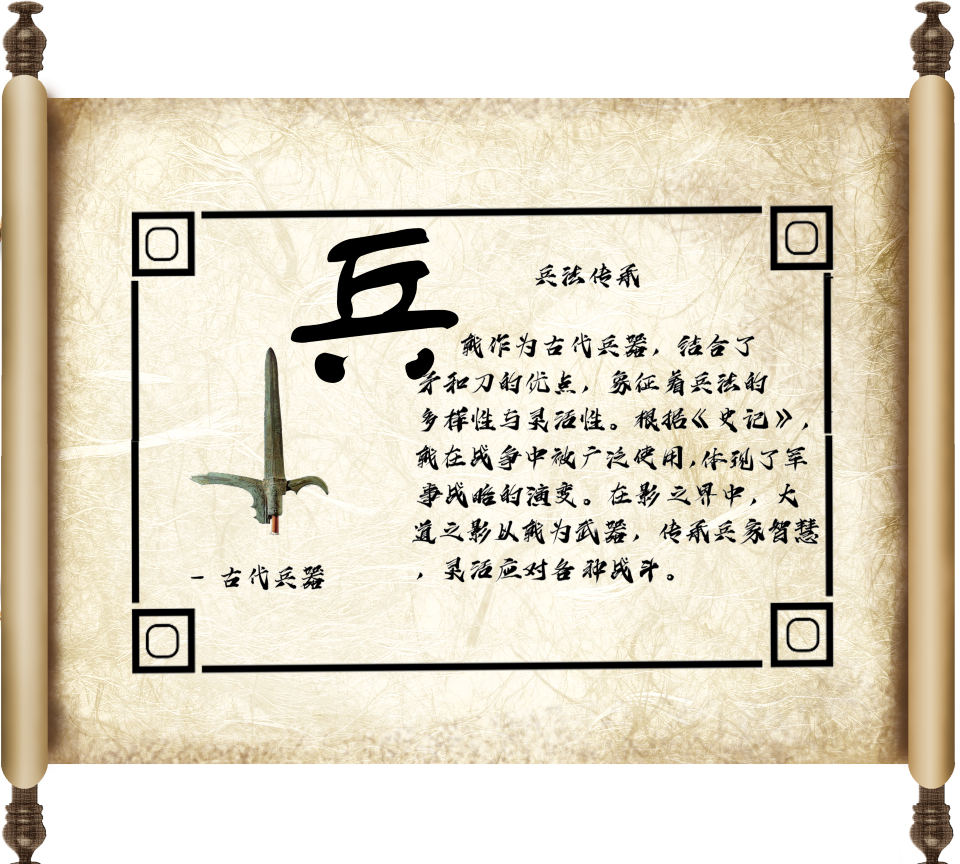 兵
兵法传承
戟作为古代兵器，结合了
矛和刀的优点，象征着兵法的
多样性与灵活性。根据《史记》，
戟在战争中被广泛使用,体现了军
事战略的演变。在影之界中，大
道之影以戟为武器，传承兵家智慧
，灵活应对各种战斗。
- 古代兵器